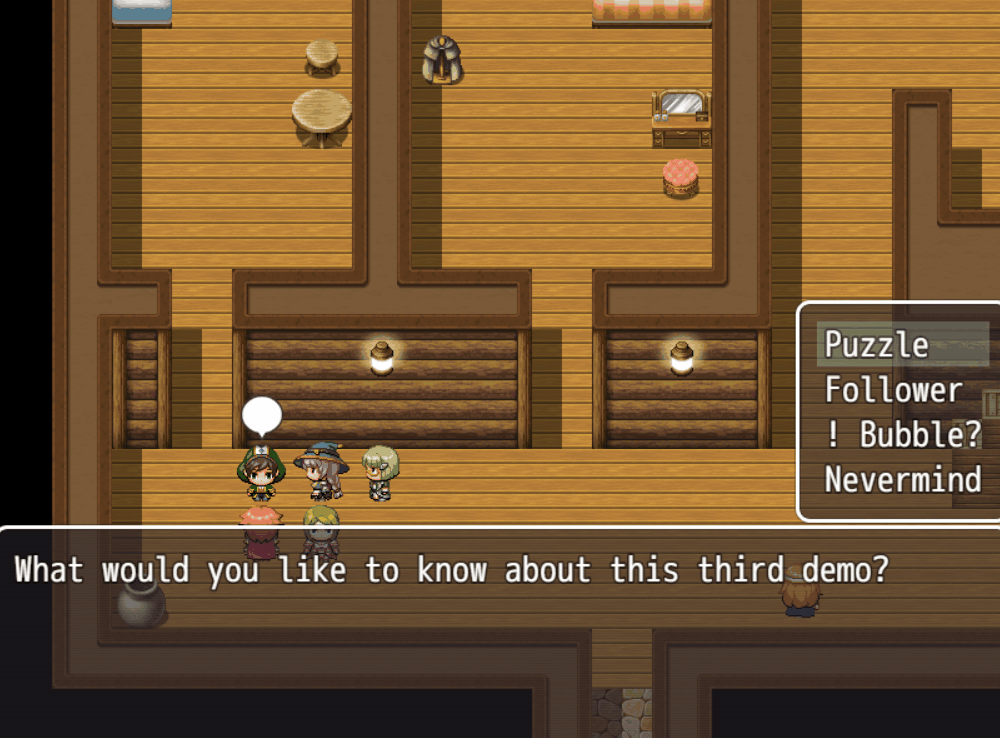 Puzzle
Follower
! Bubble?
Nevermind
What would you like to know about this third demo?